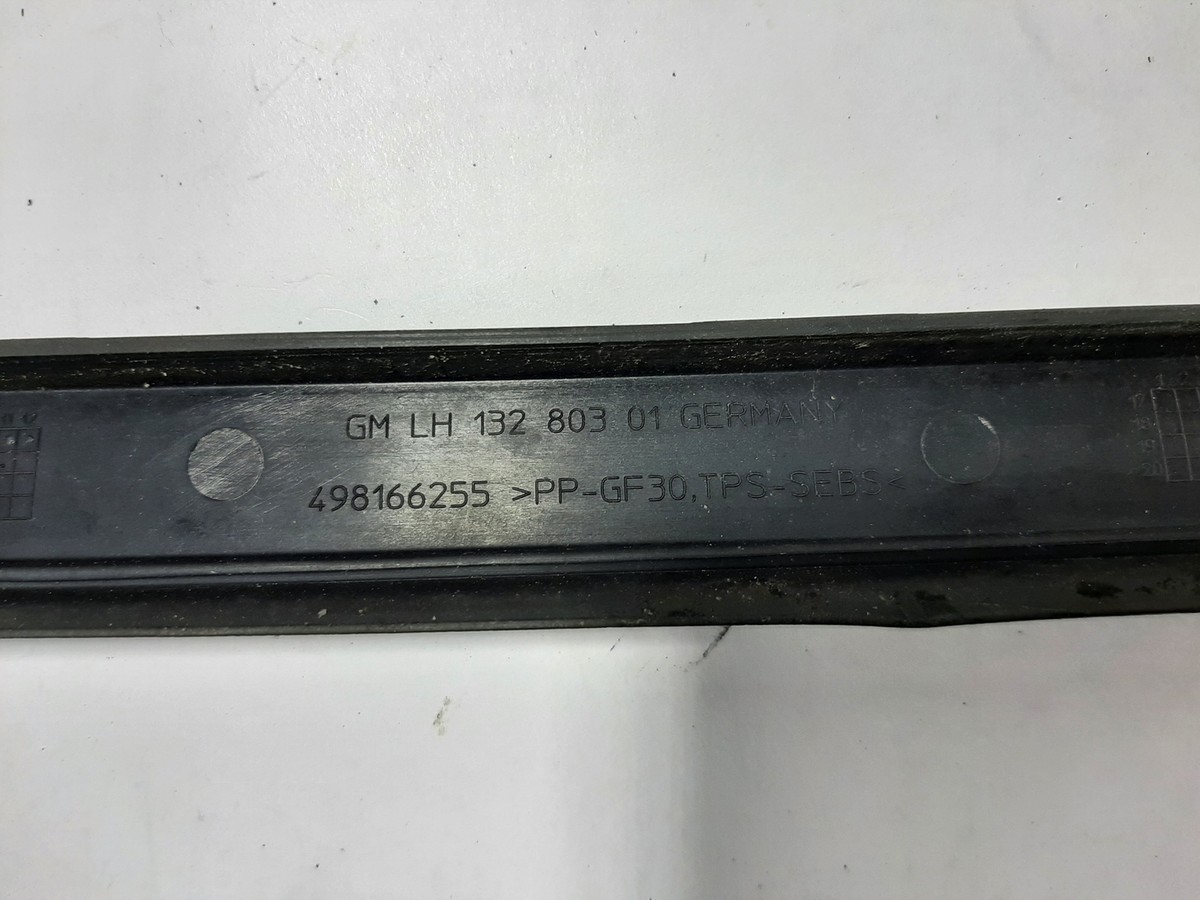 GM LH 132 803 01 GERMANY
498166255 >PP-GF30,TPS-SEBS<